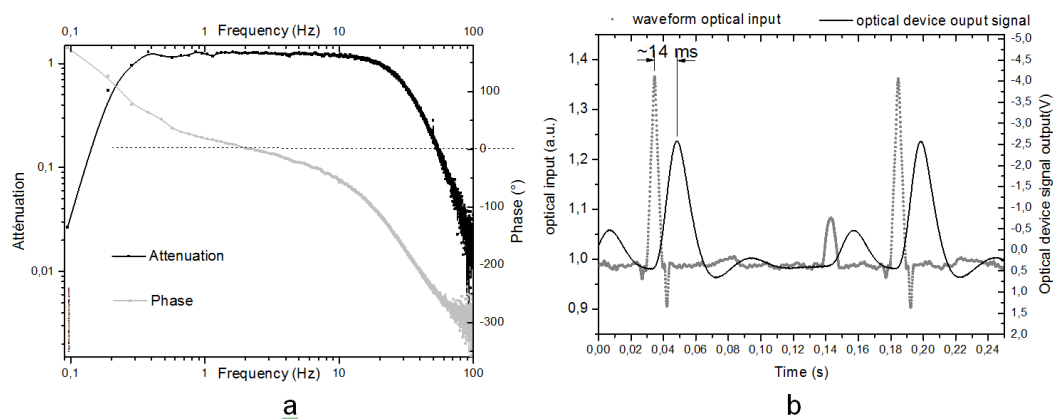 0,1 Frequency (Hz) 100
0,1 1 10 100
Frequency (Hz)
1
0,1
0,01
Atténuation
100
0
-100
-200
-300
Phase (°)
Attenuation
Phase
a
waveform optical input optical device ouput signal
~14 ms
1,4
1,3
1,2
1,1
1,0
0,9
optical input (a.u.)
-5,0
-4,5
-4,0
-3,5
-3,0
-2,5
-2,0
-1,5
-1,0
-0,5
0,0
0,5
1,0
1,5
2,0
Optical device signal output(V)
0,00 0,02 0,04 0,06 0,08 0,10 0,12 0,14 0,16 0,18 0,20 0,22 0,24
Time (s)
b